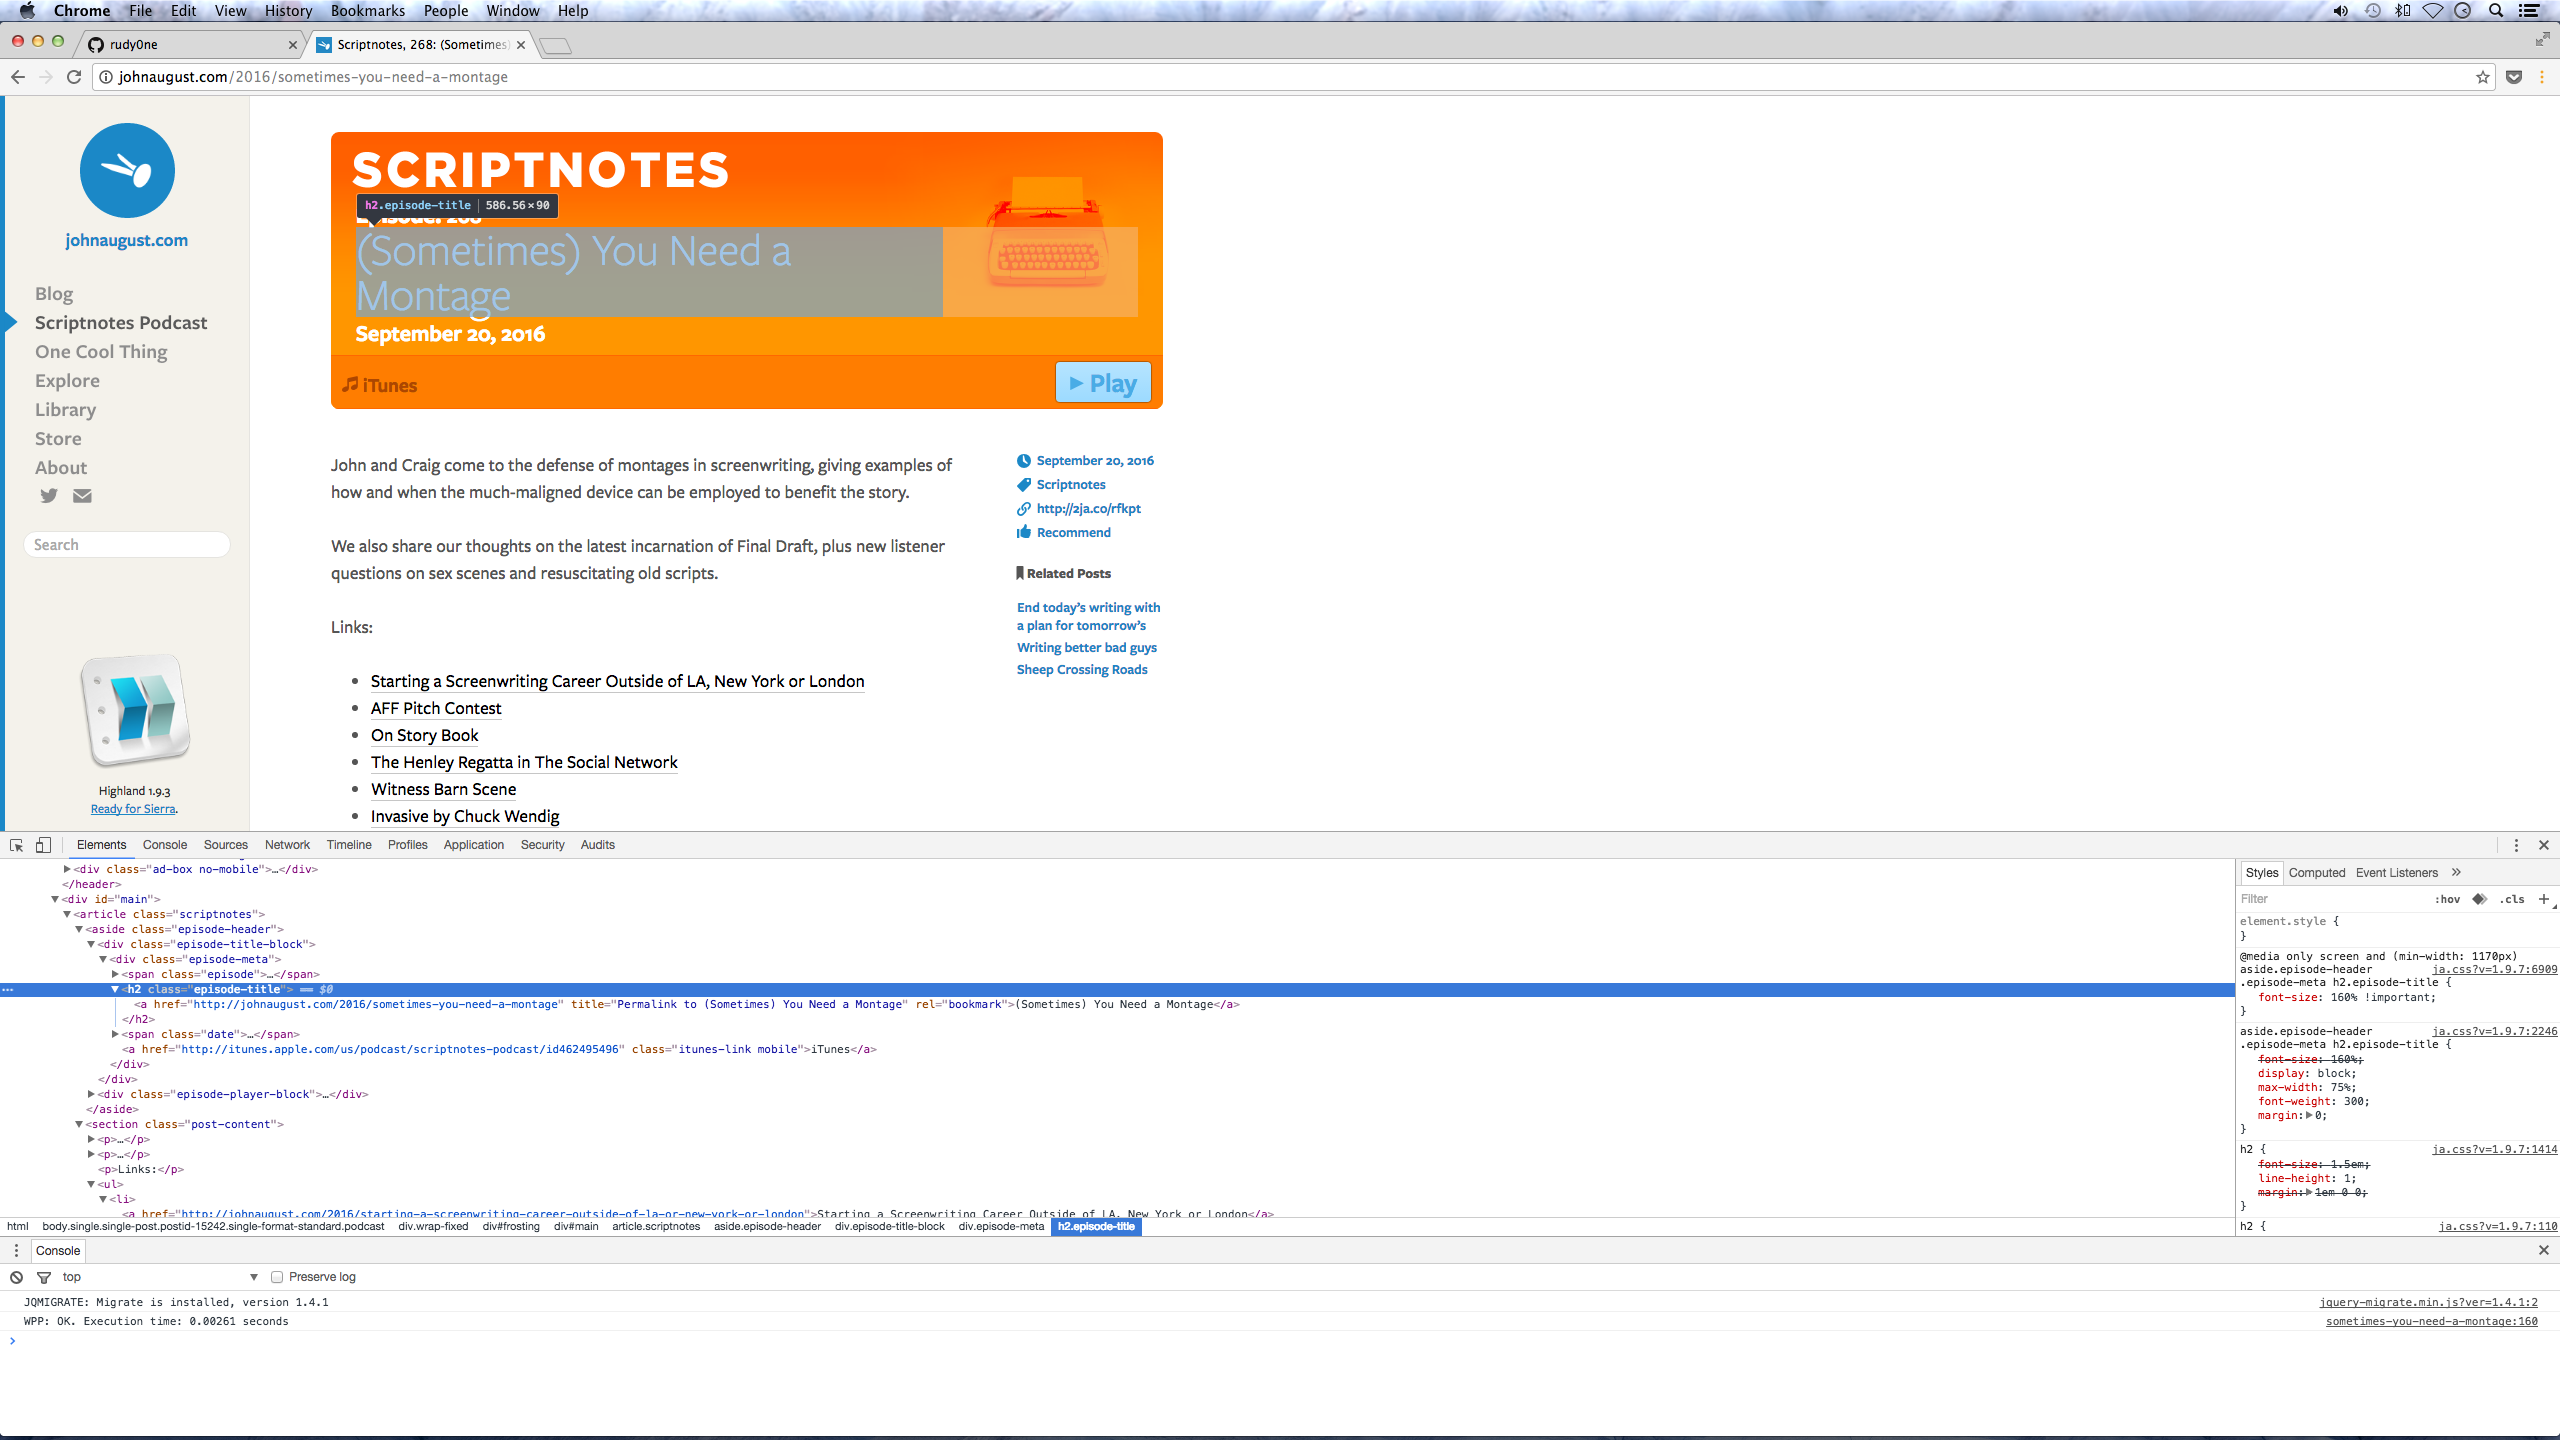 Chrome File Edit View History Bookmarks People Window Help
rudy0ne
Scriptnotes, 268: (Sometimes)
johnaugust.com/2016/sometimes-you-need-a-montage
johnaugust.com
Blog
Scriptnotes Podcast
One Cool Thing
Explore
Library
Store
About
Search
Highland 1.9.3
Ready for Sierra.
SCRIPTNOTES
h2.episode-title 586.56×90
(Sometimes) You Need a
Montage
September 20, 2016
iTunes
Play
John and Craig come to the defense of montages in screenwriting, giving examples of
how and when the much-maligned device can be employed to benefit the story.
We also share our thoughts on the latest incarnation of Final Draft, plus new listener
questions on sex scenes and resuscitating old scripts.
Links:
Starting a Screenwriting Career Outside of LA, New York or London
AFF Pitch Contest
On Story Book
The Henley Regatta in The Social Network
Witness Barn Scene
Invasive by Chuck Wendig
September 20, 2016
Scriptnotes
http://2ja.co/rfkpt
Recommend
Related Posts
End today's writing with
a plan for tomorrow's
Writing better bad guys
Sheep Crossing Roads
Elements Console Sources Network Timeline Profiles Application Security Audits
<div class="ad-box no-mobile">…</div>
</header>
<div id="main">
<article class="scriptnotes">
<aside class="episode-header">
<div class="episode-title-block">
<div class="episode-meta">
<span class="episode">…</span>
<h2 class="episode-title"> == $0
<a href="http://johnaugust.com/2016/sometimes-you-need-a-montage" title="Permalink to (Sometimes) You Need a Montage" rel="bookmark">(Sometimes) You Need a Montage</a>
</h2>
<span class="date">…</span>
<a href="http://itunes.apple.com/us/podcast/scriptnotes-podcast/id462495496" class="itunes-link mobile">iTunes</a>
</div>
</div>
<div class="episode-player-block">…</div>
</aside>
<section class="post-content">
<p>…</p>
<p>…</p>
<p>Links:</p>
<ul>
<li>
<a href="http://johnaugust.com/2016/starting-a-screenwriting-career-outside-of-la-or-new-york-or-london">Starting a Screenwriting Career Outside of LA, New York or London</a>
html body.single.single-post.postid-15242.single-format-standard.podcast div.wrap-fixed div#frosting div#main article.scriptnotes aside.episode-header div.episode-title-block div.episode-meta h2.episode-title
Styles Computed Event Listeners »
Filter :hov .cls +
element.style {
}
@media only screen and (min-width: 1170px)
aside.episode-header ja.css?v=1.9.7:6909
.episode-meta h2.episode-title {
font-size: 160% !important;
}
aside.episode-header ja.css?v=1.9.7:2246
.episode-meta h2.episode-title {
font-size: 160%;
display: block;
max-width: 75%;
font-weight: 300;
margin: 0;
}
h2 { ja.css?v=1.9.7:1414
font-size: 1.5em;
line-height: 1;
margin: 1em 0 0;
}
h2 { ja.css?v=1.9.7:110
Console
top Preserve log
JQMIGRATE: Migrate is installed, version 1.4.1 jquery-migrate.min.js?ver=1.4.1:2
WPP: OK. Execution time: 0.00261 seconds sometimes-you-need-a-montage:160